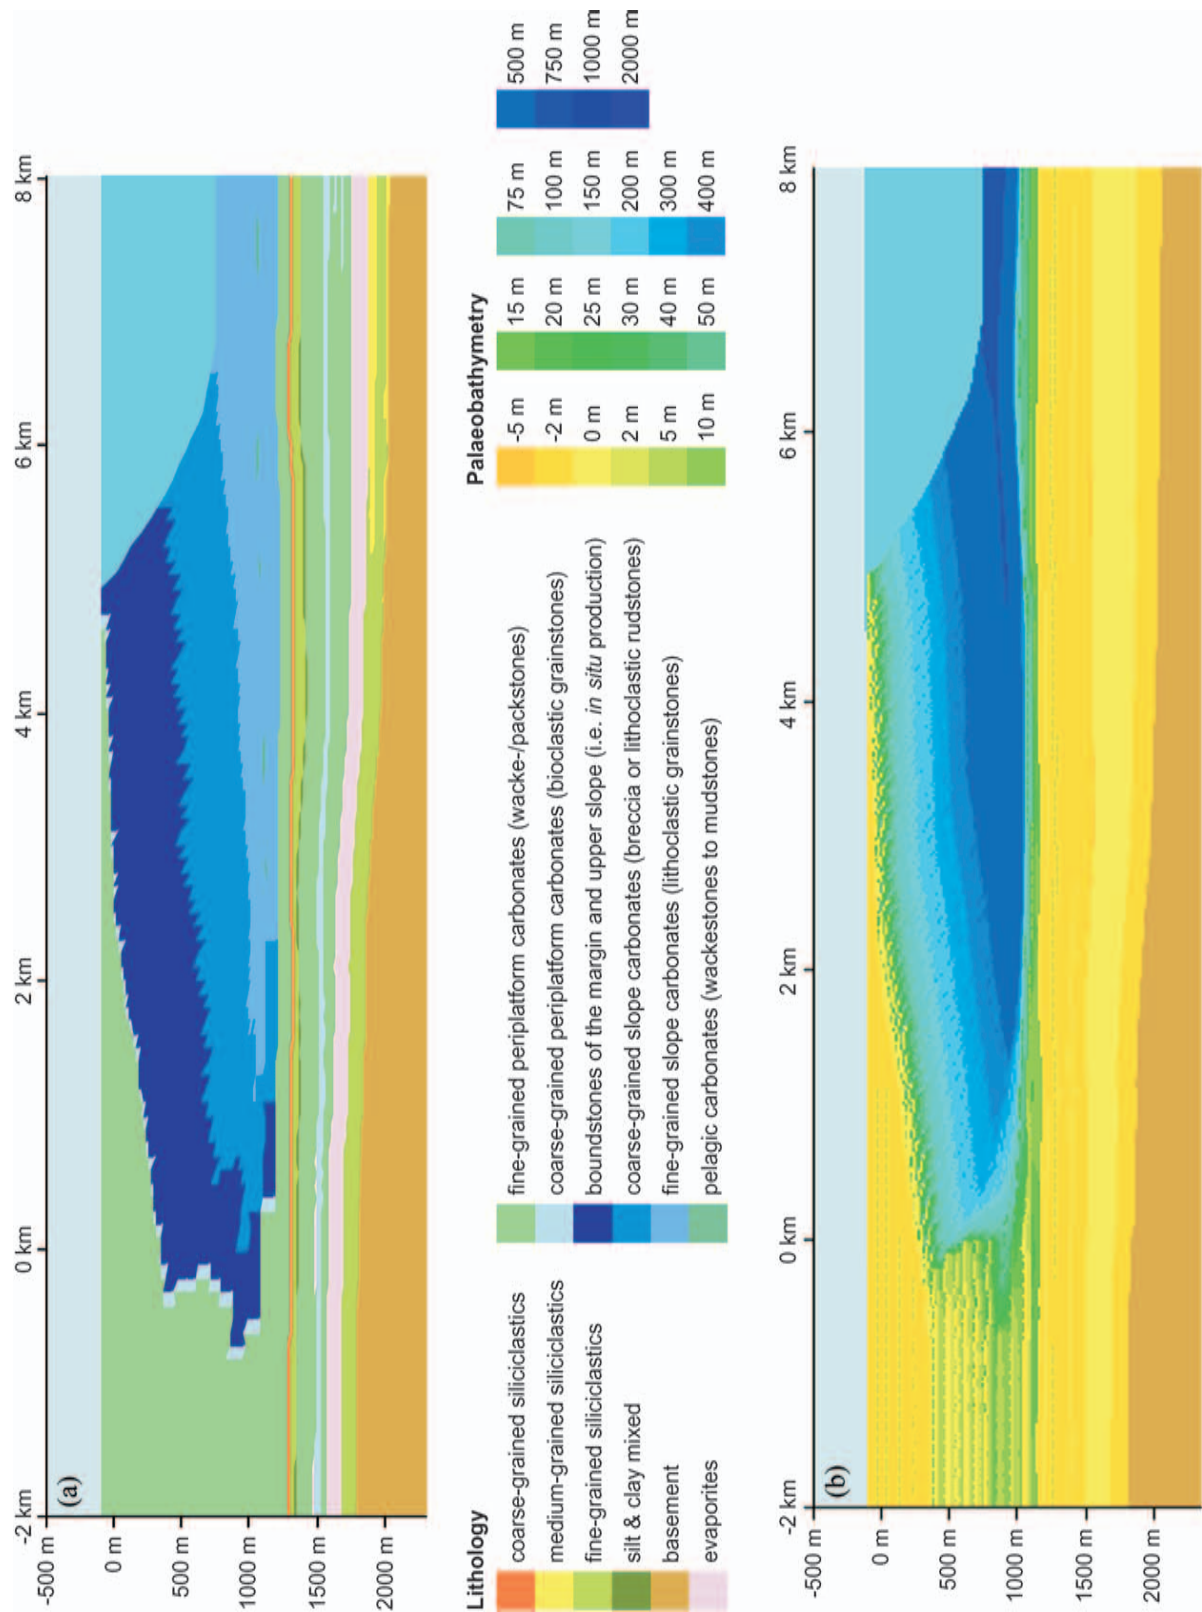 (a)
-2 km
0 km
2 km
4 km
6 km
8 km
-500 m
0 m
500 m
1000 m
1500 m
2000 m
Lithology
coarse-grained siliciclastics
medium-grained siliciclastics
fine-grained siliciclastics
silt & clay mixed
basement
evaporites
fine-grained periplatform carbonates (wacke-/packstones)
coarse-grained periplatform carbonates (bioclastic grainstones)
boundstones of the margin and upper slope (i.e. in situ production)
coarse-grained slope carbonates (breccia or lithoclastic rudstones)
fine-grained slope carbonates (lithoclastic grainstones)
pelagic carbonates (wackestones to mudstones)
Palaeobathymetry
-5 m
-2 m
0 m
2 m
5 m
10 m
15 m
20 m
25 m
30 m
40 m
50 m
75 m
100 m
150 m
200 m
300 m
400 m
500 m
750 m
1000 m
2000 m
(b)
-2 km
0 km
2 km
4 km
6 km
8 km
-500 m
0 m
500 m
1000 m
1500 m
2000 m